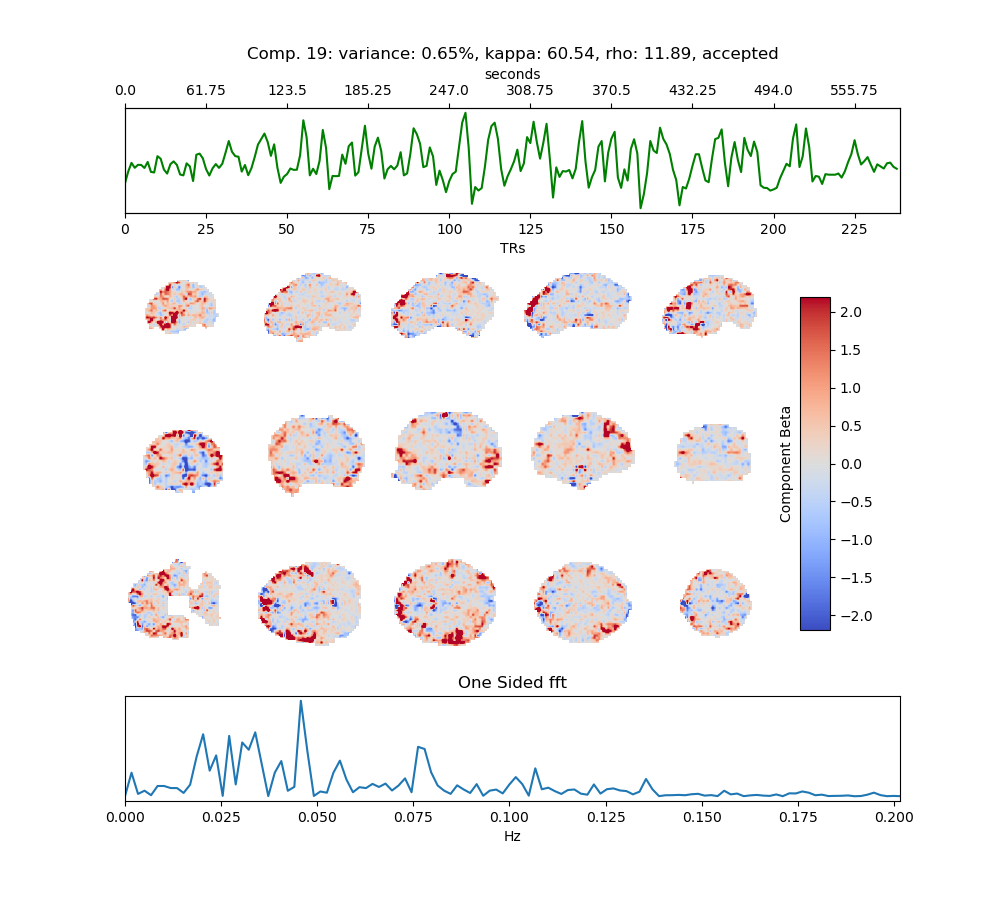 Comp. 19: variance: 0.65%, kappa: 60.54, rho: 11.89, accepted
seconds
0.0 61.75 123.5 185.25 247.0 308.75 370.5 432.25 494.0 555.75
0 25 50 75 100 125 150 175 200 225
TRs
2.0
1.5
1.0
0.5
0.0
−0.5
−1.0
−1.5
−2.0
Component Beta
One Sided fft
0.000 0.025 0.050 0.075 0.100 0.125 0.150 0.175 0.200
Hz